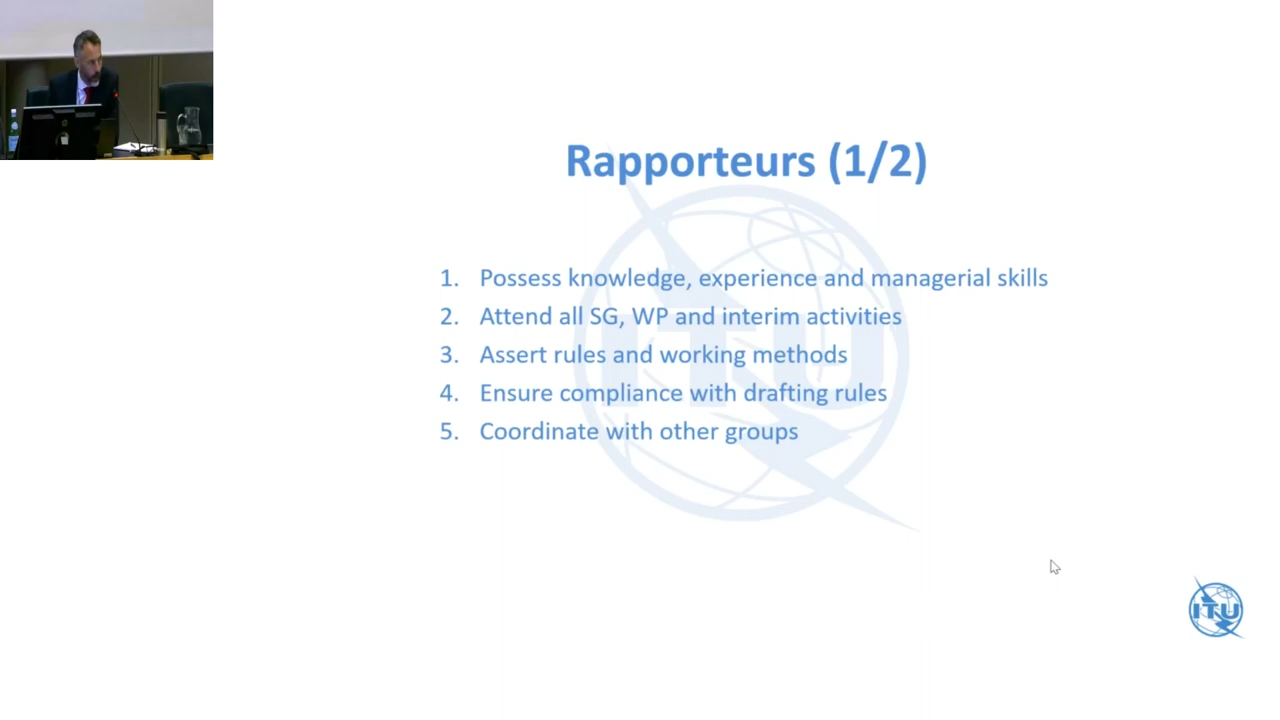 Rapporteurs (1/2)
1. Possess knowledge, experience and managerial skills
2. Attend all SG, WP and interim activities
3. Assert rules and working methods
4. Ensure compliance with drafting rules
5. Coordinate with other groups
ITU
ITU